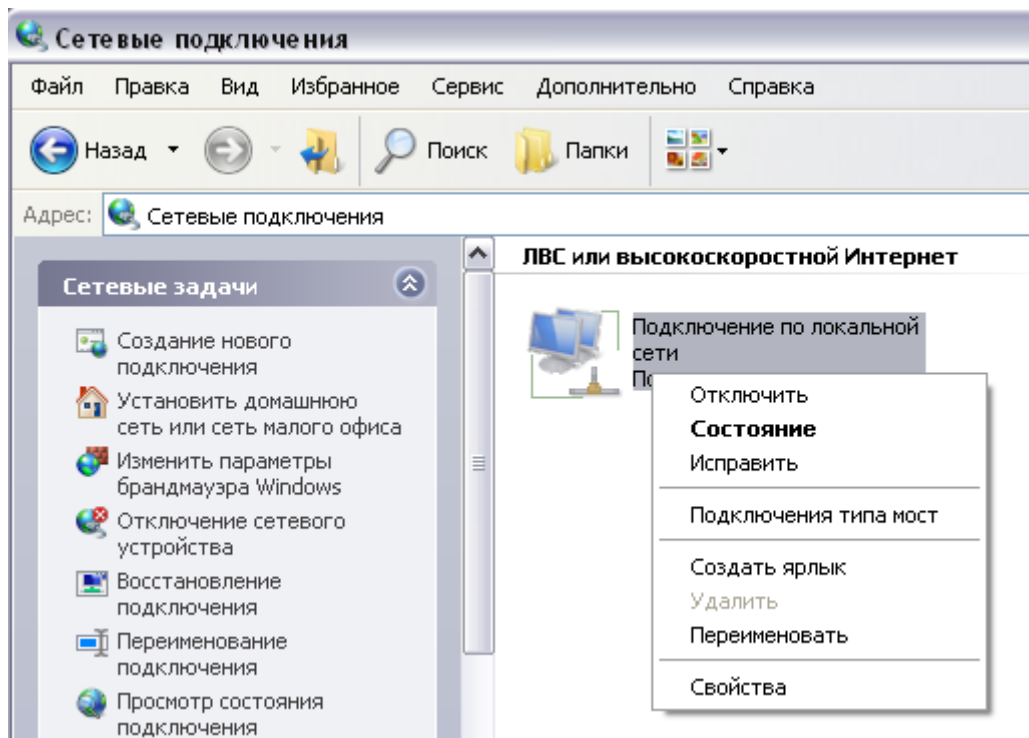 Сетевые подключения
Файл Правка Вид Избранное Сервис Дополнительно Справка
Назад Поиск Папки
Адрес: Сетевые подключения
Сетевые задачи
Создание нового
подключения
Установить домашнюю
сеть или сеть малого офиса
Изменить параметры
брандмауэра Windows
Отключение сетевого
устройства
Восстановление
подключения
Переименование
подключения
Просмотр состояния
подключения
ЛВС или высокоскоростной Интернет
Подключение по локальной
сети
Отключить
Состояние
Исправить
Подключения типа мост
Создать ярлык
Удалить
Переименовать
Свойства